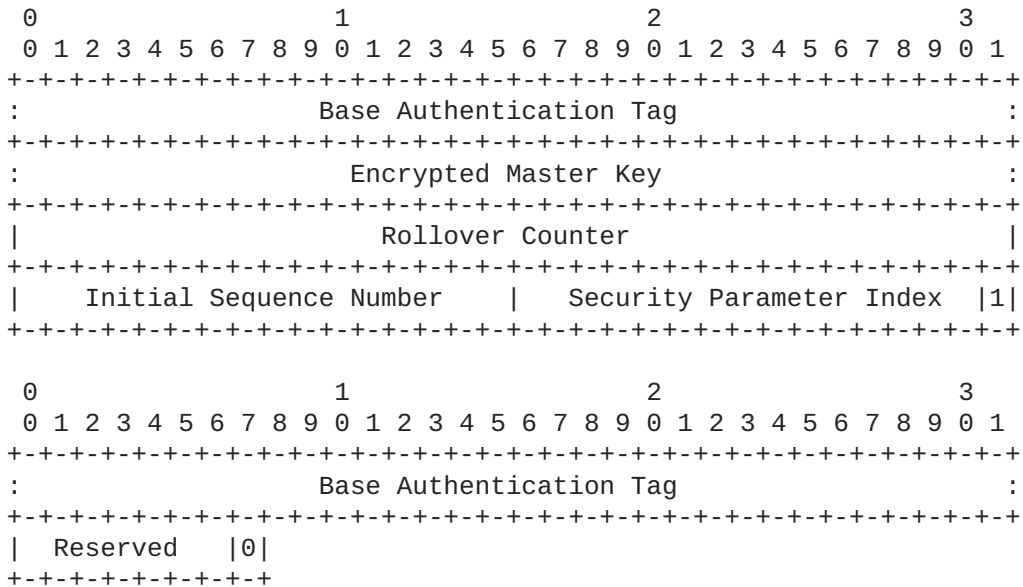 0                   1                   2                   3
 0 1 2 3 4 5 6 7 8 9 0 1 2 3 4 5 6 7 8 9 0 1 2 3 4 5 6 7 8 9 0 1
+-+-+-+-+-+-+-+-+-+-+-+-+-+-+-+-+-+-+-+-+-+-+-+-+-+-+-+-+-+-+-+-+
:                   Base Authentication Tag                     :
+-+-+-+-+-+-+-+-+-+-+-+-+-+-+-+-+-+-+-+-+-+-+-+-+-+-+-+-+-+-+-+-+
:                     Encrypted Master Key                      :
+-+-+-+-+-+-+-+-+-+-+-+-+-+-+-+-+-+-+-+-+-+-+-+-+-+-+-+-+-+-+-+-+
|                       Rollover Counter                        |
+-+-+-+-+-+-+-+-+-+-+-+-+-+-+-+-+-+-+-+-+-+-+-+-+-+-+-+-+-+-+-+-+
|    Initial Sequence Number    |   Security Parameter Index  |1|
+-+-+-+-+-+-+-+-+-+-+-+-+-+-+-+-+-+-+-+-+-+-+-+-+-+-+-+-+-+-+-+-+

 0                   1                   2                   3
 0 1 2 3 4 5 6 7 8 9 0 1 2 3 4 5 6 7 8 9 0 1 2 3 4 5 6 7 8 9 0 1
+-+-+-+-+-+-+-+-+-+-+-+-+-+-+-+-+-+-+-+-+-+-+-+-+-+-+-+-+-+-+-+-+
:                   Base Authentication Tag                     :
+-+-+-+-+-+-+-+-+-+-+-+-+-+-+-+-+-+-+-+-+-+-+-+-+-+-+-+-+-+-+-+-+
|  Reserved   |0|
+-+-+-+-+-+-+-+-+